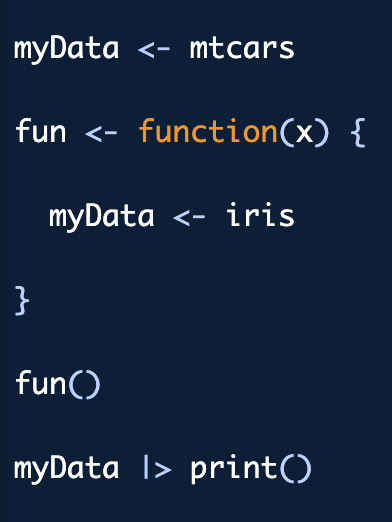 myData <- mtcars
fun <- function(x) {
  myData <- iris
}
fun()
myData |> print()